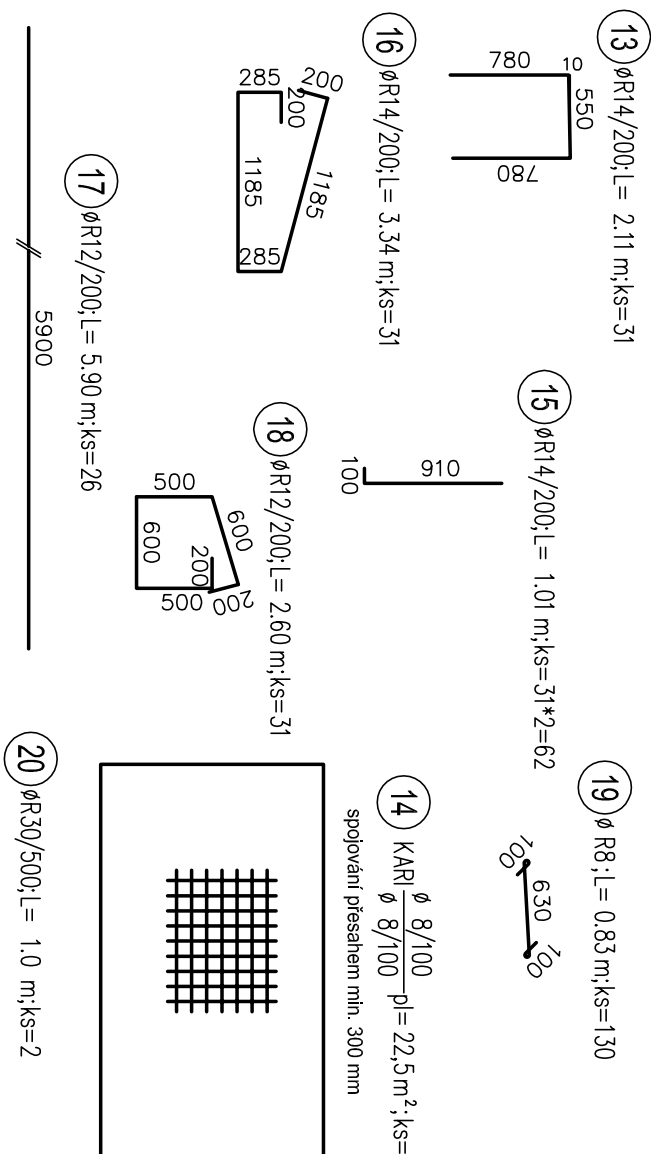 13 øR14/200;L= 2.11 m;ks=31
780
10
550
780
16 øR14/200;L= 3.34 m;ks=31
285
200
200
1185
1185
285
17 øR12/200;L= 5.90 m;ks=26
5900
15 øR14/200;L= 1.01 m;ks=31*2=62
910
100
18 øR12/200;L= 2.60 m;ks=31
500
600
600
200
500
200
19 ø R8 ;L= 0.83 m;ks=130
100
630
100
14 KARI ø 8/100 pl= 22,5 m²; ks=
ø 8/100
spojování přesahem min. 300 mm
20 øR30/500;L= 1.0 m;ks=2